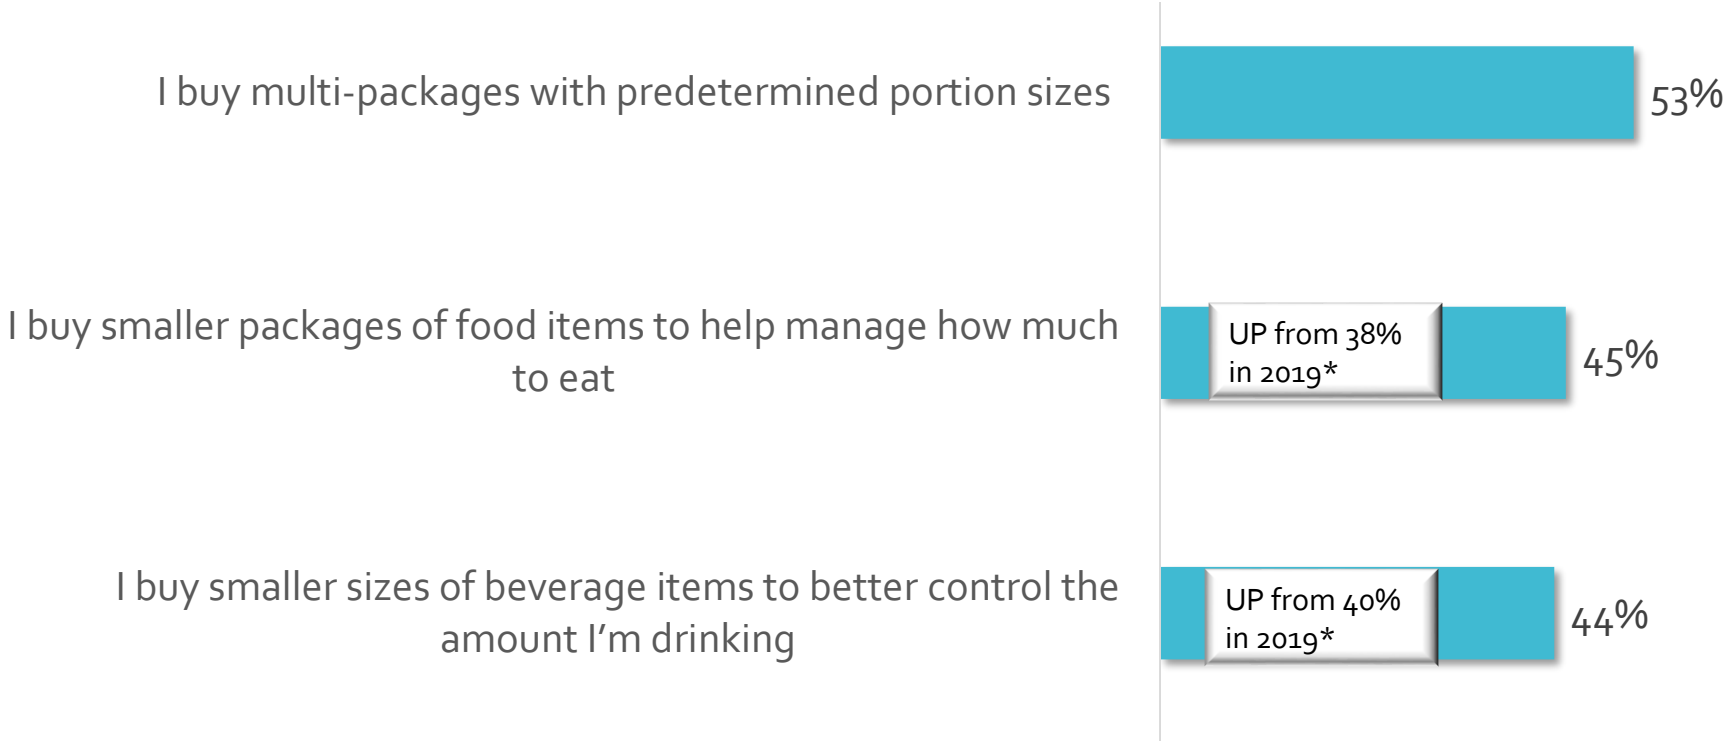 I buy multi-packages with predetermined portion sizes
53%
I buy smaller packages of food items to help manage how much
to eat
UP from 38%
in 2019*
45%
I buy smaller sizes of beverage items to better control the
amount I’m drinking
UP from 40%
in 2019*
44%